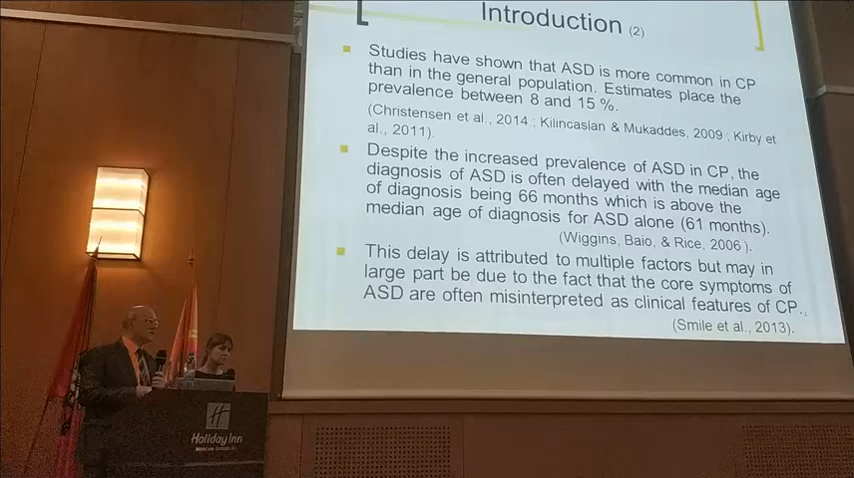 Introduction (2)
Studies have shown that ASD is more common in CP
than in the general population. Estimates place the
prevalence between 8 and 15 %.
(Christensen et al., 2014 ; Kilincaslan & Mukaddes, 2009 ; Kirby et
al., 2011).
Despite the increased prevalence of ASD in CP, the
diagnosis of ASD is often delayed with the median age
of diagnosis being 66 months which is above the
median age of diagnosis for ASD alone (61 months).
(Wiggins, Baio, & Rice, 2006 ).
This delay is attributed to multiple factors but may in
large part be due to the fact that the core symptoms of
ASD are often misinterpreted as clinical features of CP.
(Smile et al., 2013).
H
Holiday Inn